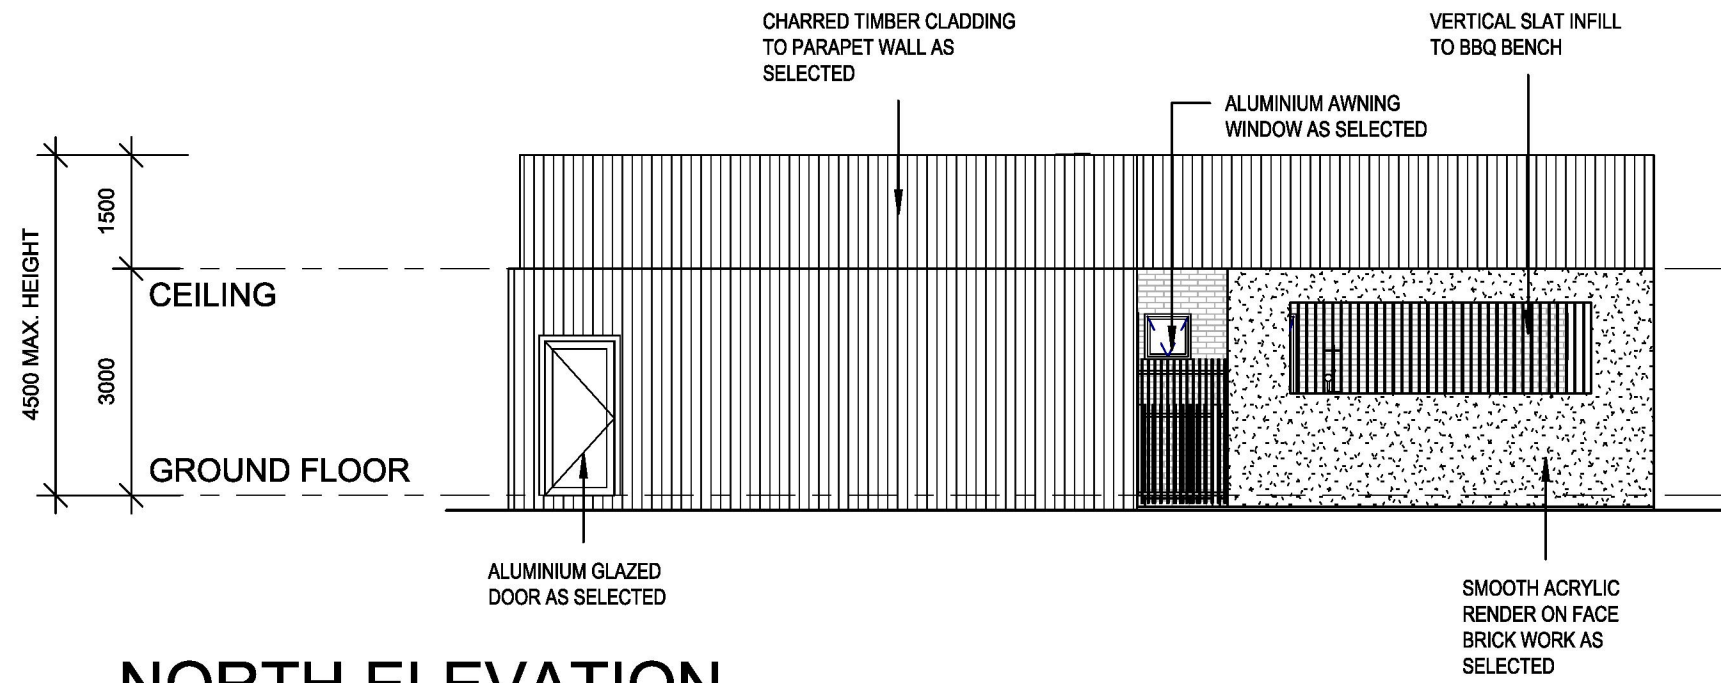 CHARRED TIMBER CLADDING
TO PARAPET WALL AS
SELECTED
VERTICAL SLAT INFILL
TO BBQ BENCH
ALUMINIUM AWNING
WINDOW AS SELECTED
4500 MAX. HEIGHT
1500
3000
CEILING
GROUND FLOOR
ALUMINIUM GLAZED
DOOR AS SELECTED
SMOOTH ACRYLIC
RENDER ON FACE
BRICK WORK AS
SELECTED
NORTH ELEVATION